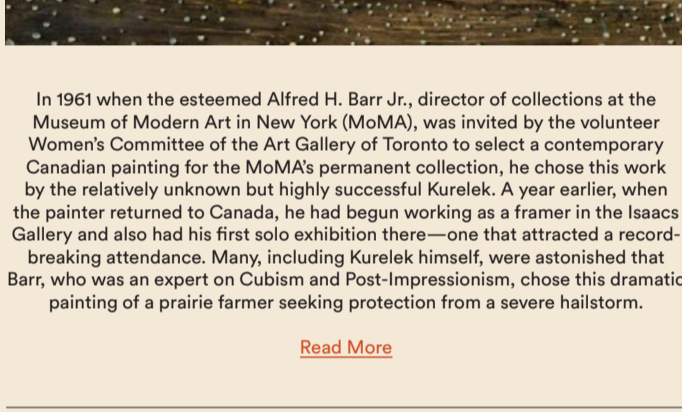 In 1961 when the esteemed Alfred H. Barr Jr., director of collections at the
Museum of Modern Art in New York (MoMA), was invited by the volunteer
Women’s Committee of the Art Gallery of Toronto to select a contemporary
Canadian painting for the MoMA’s permanent collection, he chose this work
by the relatively unknown but highly successful Kurelek. A year earlier, when
the painter returned to Canada, he had begun working as a framer in the Isaacs
Gallery and also had his first solo exhibition there—one that attracted a record-
breaking attendance. Many, including Kurelek himself, were astonished that
Barr, who was an expert on Cubism and Post-Impressionism, chose this dramatic
painting of a prairie farmer seeking protection from a severe hailstorm.
Read More